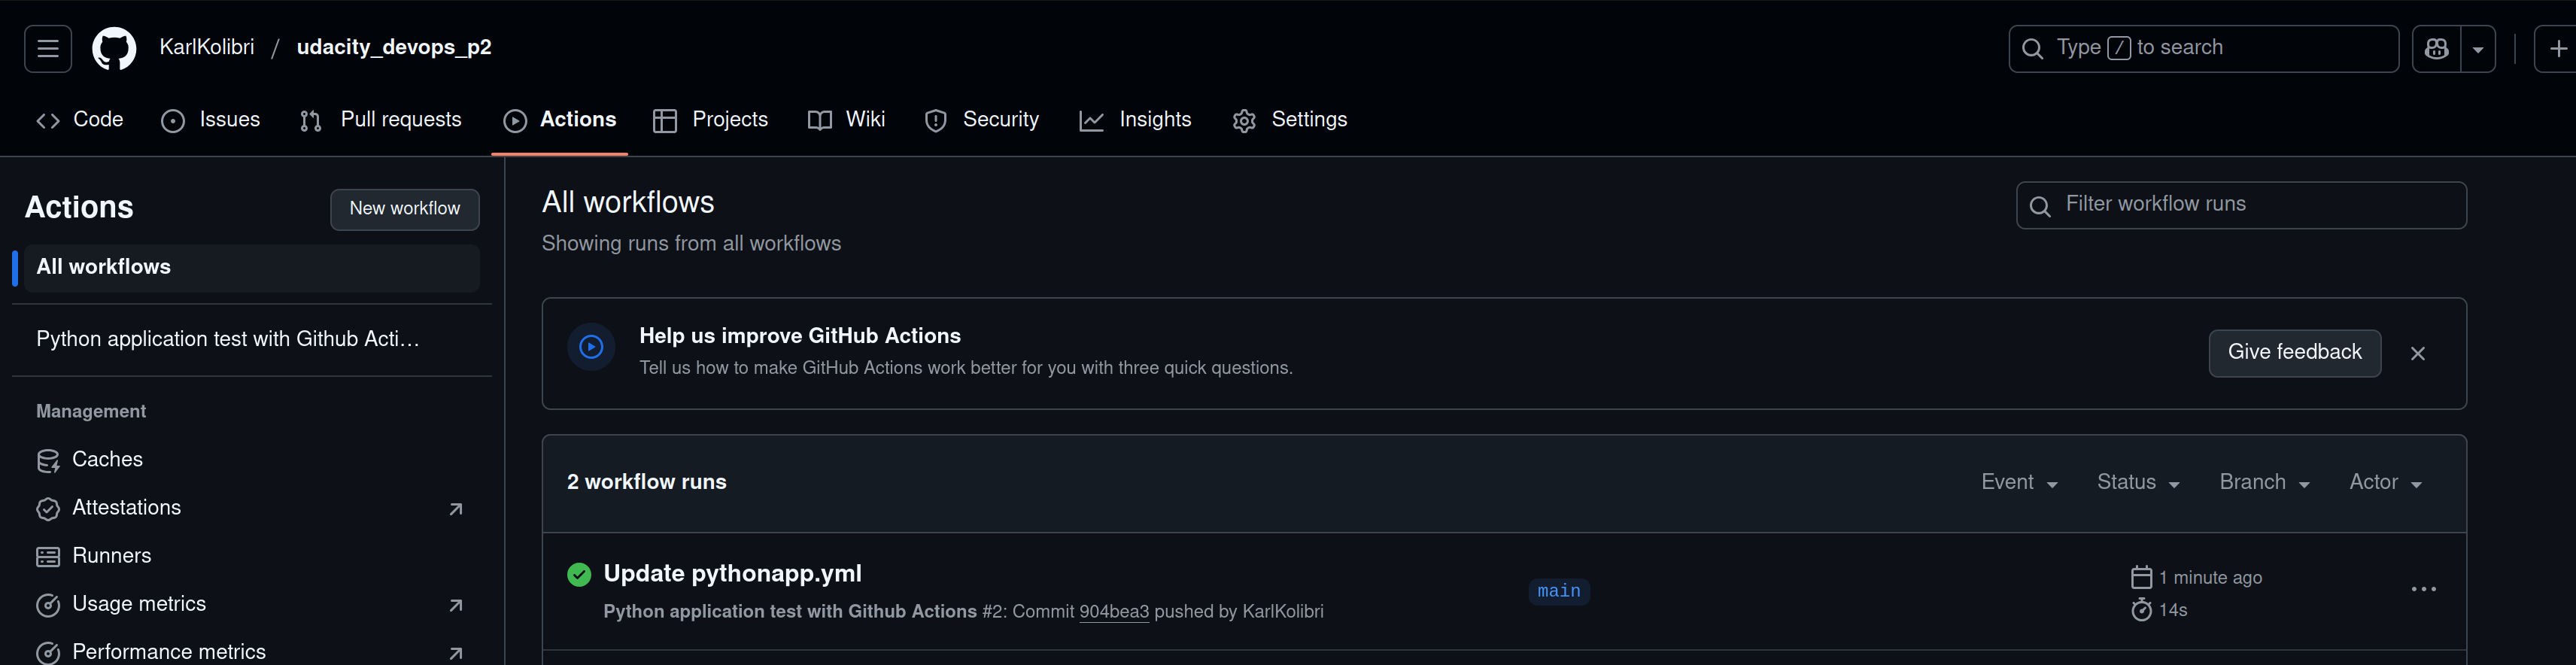 KarlKolibri / udacity_devops_p2
Type / to search
Code Issues Pull requests Actions Projects Wiki Security Insights Settings
Actions
New workflow
All workflows
Python application test with Github Acti...
Management
Caches
Attestations
Runners
Usage metrics
Performance metrics
All workflows
Showing runs from all workflows
Filter workflow runs
Help us improve GitHub Actions
Tell us how to make GitHub Actions work better for you with three quick questions.
Give feedback
2 workflow runs
Event Status Branch Actor
Update pythonapp.yml
Python application test with Github Actions #2: Commit 904bea3 pushed by KarlKolibri
main
1 minute ago
14s